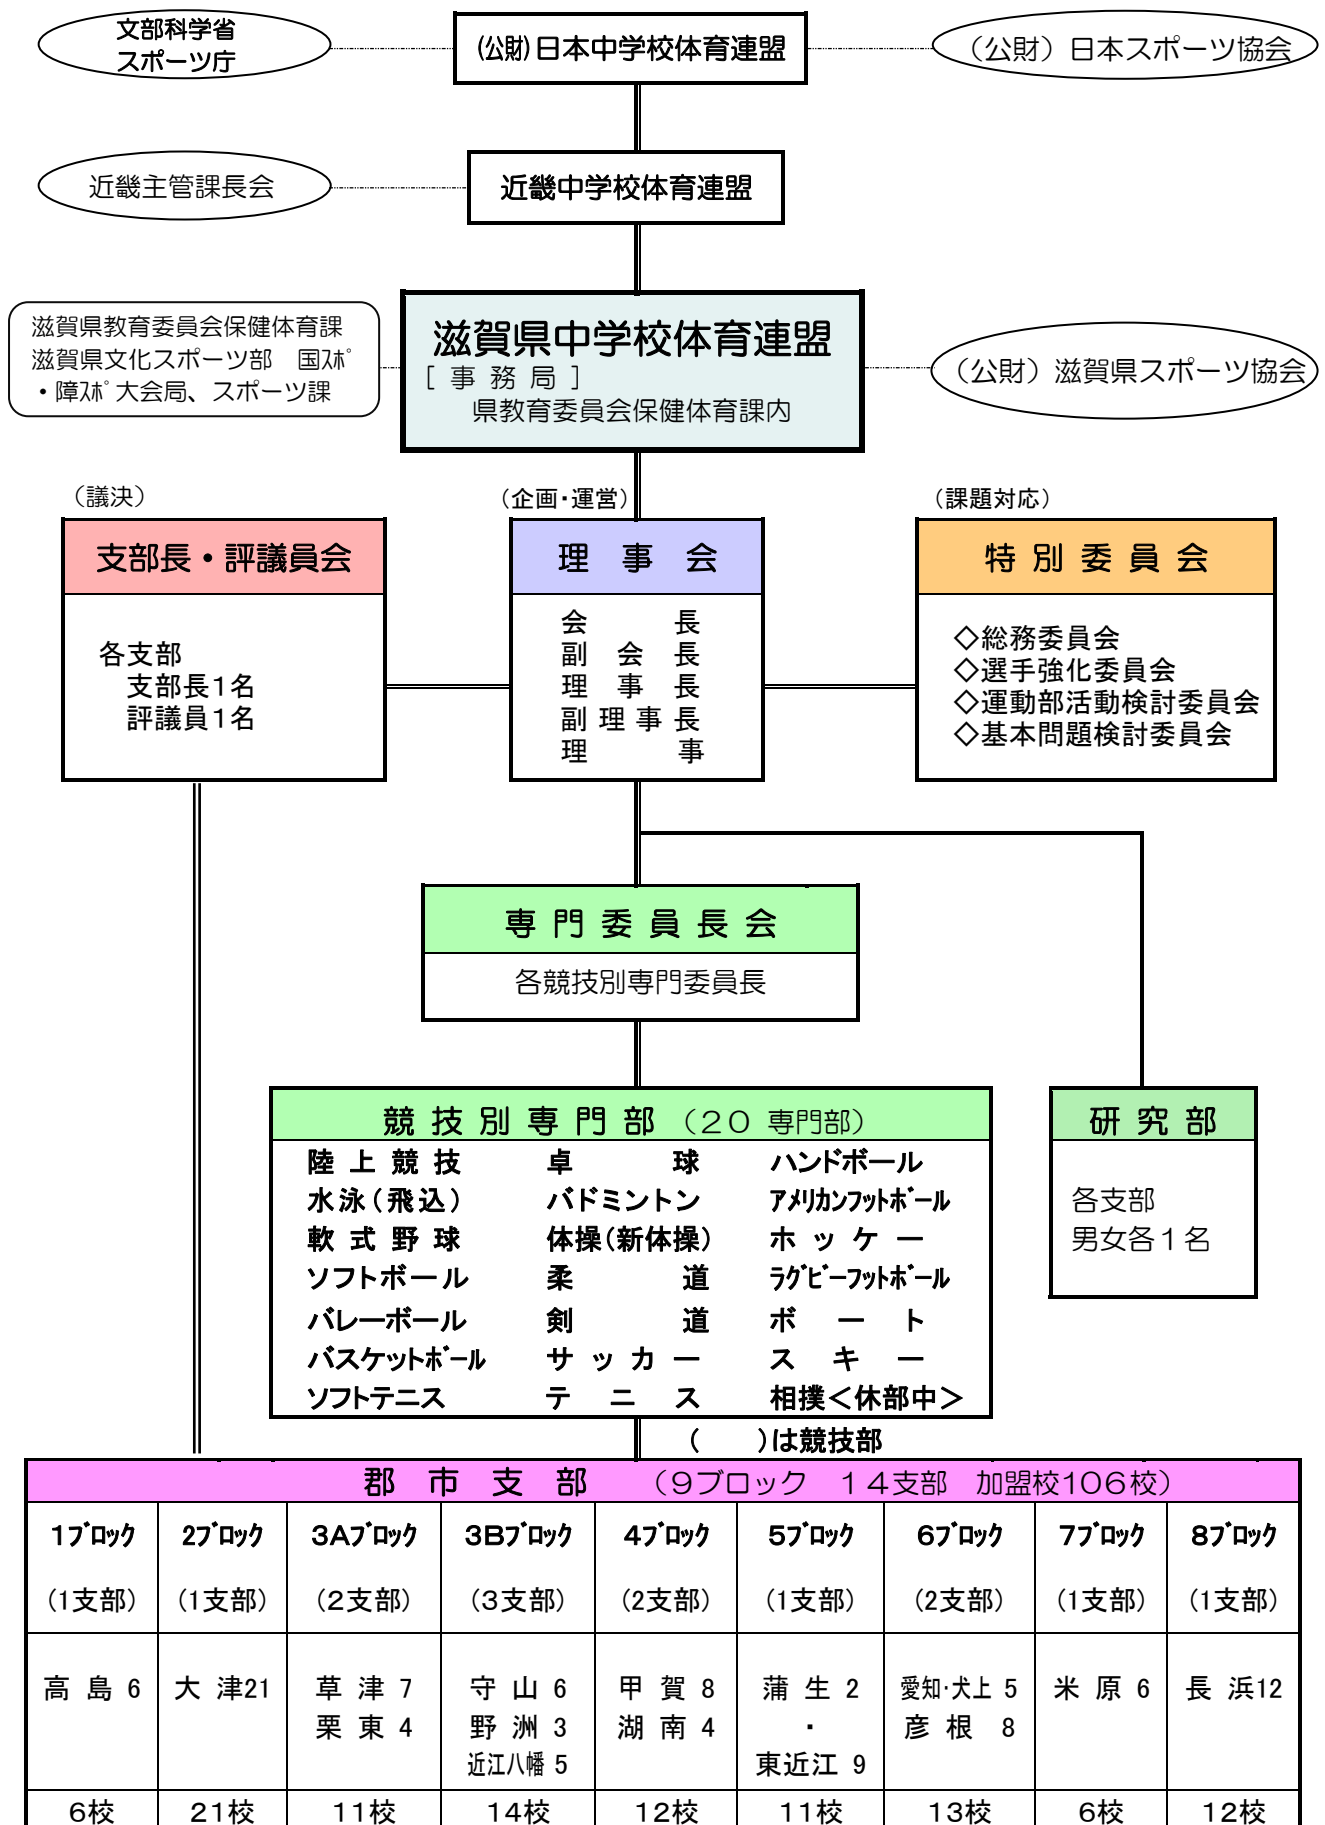 文部科学省
スポーツ庁
(公財)日本中学校体育連盟
（公財）日本スポーツ協会
近畿主管課長会
近畿中学校体育連盟
滋賀県教育委員会保健体育課
滋賀県文化スポーツ部　国ｽﾎﾟ
・障ｽﾎﾟ大会局、スポーツ課
滋賀県中学校体育連盟
［ 事 務 局 ］
県教育委員会保健体育課内
（公財）滋賀県スポーツ協会
（議決）
（企画・運営）
（課題対応）
支部長・評議員会
各支部
支部長1名
評議員1名
理　事　会
会　　　長
副　会　長
理　事　長
副 理 事 長
理　　　事
特 別 委 員 会
◇総務委員会
◇選手強化委員会
◇運動部活動検討委員会
◇基本問題検討委員会
専 門 委 員 長 会
各競技別専門委員長
競 技 別 専 門 部 （２０ 専門部）
陸 上 競 技　卓　　　球　ハンドボール
水泳(飛込)　バドミントン　ｱﾒﾘｶﾝﾌｯﾄﾎﾞｰﾙ
軟 式 野 球　体操(新体操)　ホ ッ ケ ー
ソフトボール　柔　　　道　ﾗｸﾞﾋﾞｰﾌｯﾄﾎﾞｰﾙ
バレーボール　剣　　　道　ボ　ー　ト
バスケットﾎﾞｰﾙ　サ ッ カ ー　ス　キ　ー
ソフトテニス　テ　ニ　ス　相撲＜休部中＞
研 究 部
各支部
男女各１名
(　　)は競技部
郡　市　支　部　（９ブロック　１４支部　加盟校１０６校）
1ﾌﾞﾛｯｸ　2ﾌﾞﾛｯｸ　3Aﾌﾞﾛｯｸ　3Bﾌﾞﾛｯｸ　4ﾌﾞﾛｯｸ　5ﾌﾞﾛｯｸ　6ﾌﾞﾛｯｸ　7ﾌﾞﾛｯｸ　8ﾌﾞﾛｯｸ
(1支部)　(1支部)　(2支部)　(3支部)　(2支部)　(1支部)　(2支部)　(1支部)　(1支部)
高 島 6　大 津21　草 津 7　守 山 6　甲 賀 8　蒲 生 2　愛知・犬上 5　米 原 6　長 浜12
栗 東 4　野 洲 3　湖 南 4　・　彦 根 8
近江八幡 5　東近江 9
6校　21校　11校　14校　12校　11校　13校　6校　12校